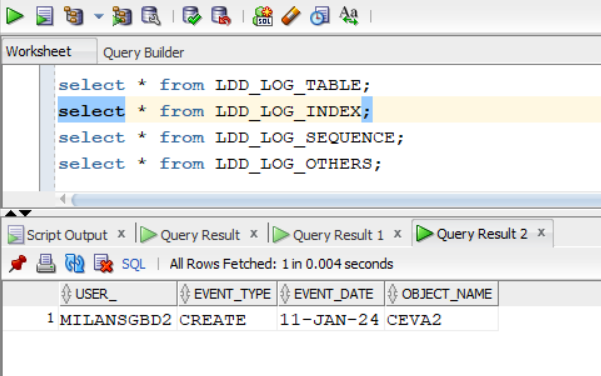 SQL
Aa
Worksheet Query Builder
select * from LDD_LOG_TABLE;
select * from LDD_LOG_INDEX;
select * from LDD_LOG_SEQUENCE;
select * from LDD_LOG_OTHERS;
Script Output x Query Result x Query Result 1 x Query Result 2 x
SQL | All Rows Fetched: 1 in 0.004 seconds
USER_ EVENT_TYPE EVENT_DATE OBJECT_NAME
1 MILANSGBD2 CREATE 11-JAN-24 CEVA2